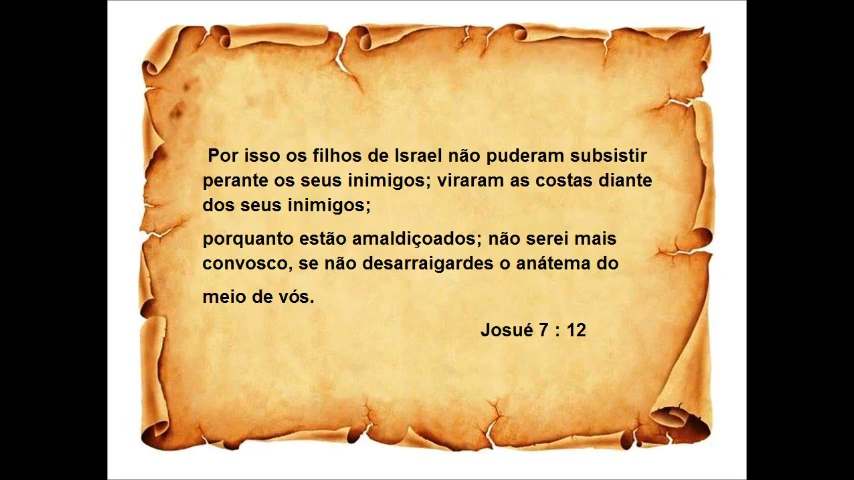 Por isso os filhos de Israel não puderam subsistir
perante os seus inimigos; viraram as costas diante
dos seus inimigos;
porquanto estão amaldiçoados; não serei mais
convosco, se não desarraigardes o anátema do
meio de vós.
Josué 7 : 12